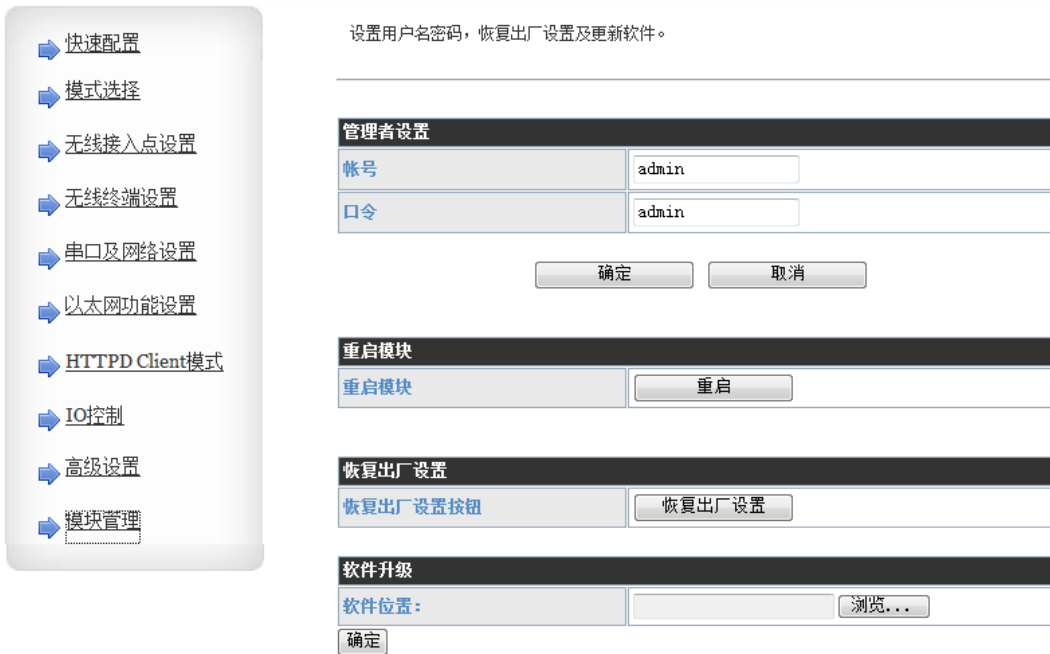 快速配置
模式选择
无线接入点设置
无线终端设置
串口及网络设置
以太网功能设置
HTTPD Client模式
IO控制
高级设置
模块管理
设置用户名密码，恢复出厂设置及更新软件。
管理者设置
帐号 admin
口令 admin
确定 取消
重启模块
重启模块 重启
恢复出厂设置
恢复出厂设置按钮 恢复出厂设置
软件升级
软件位置: 浏览...
确定